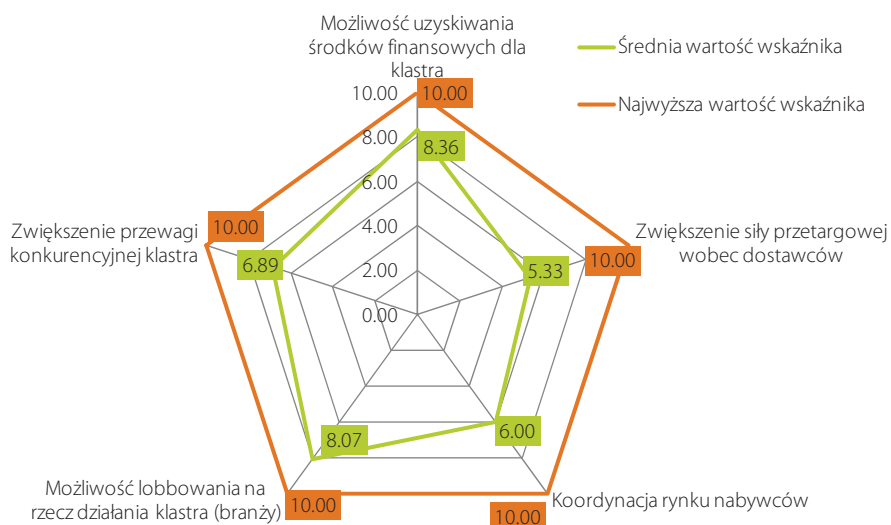 Możliwość uzyskiwania
środków finansowych dla
klastra
Średnia wartość wskaźnika
Najwyższa wartość wskaźnika
10.00
10.00
8.00
8.36
6.00
4.00
2.00
0.00
Zwiększenie przewagi
konkurencyjnej klastra
10.00
6.89
Zwiększenie siły przetargowej
wobec dostawców
10.00
5.33
8.07
6.00
Możliwość lobbowania na
rzecz działania klastra (branży)
10.00
10.00
Koordynacja rynku nabywców